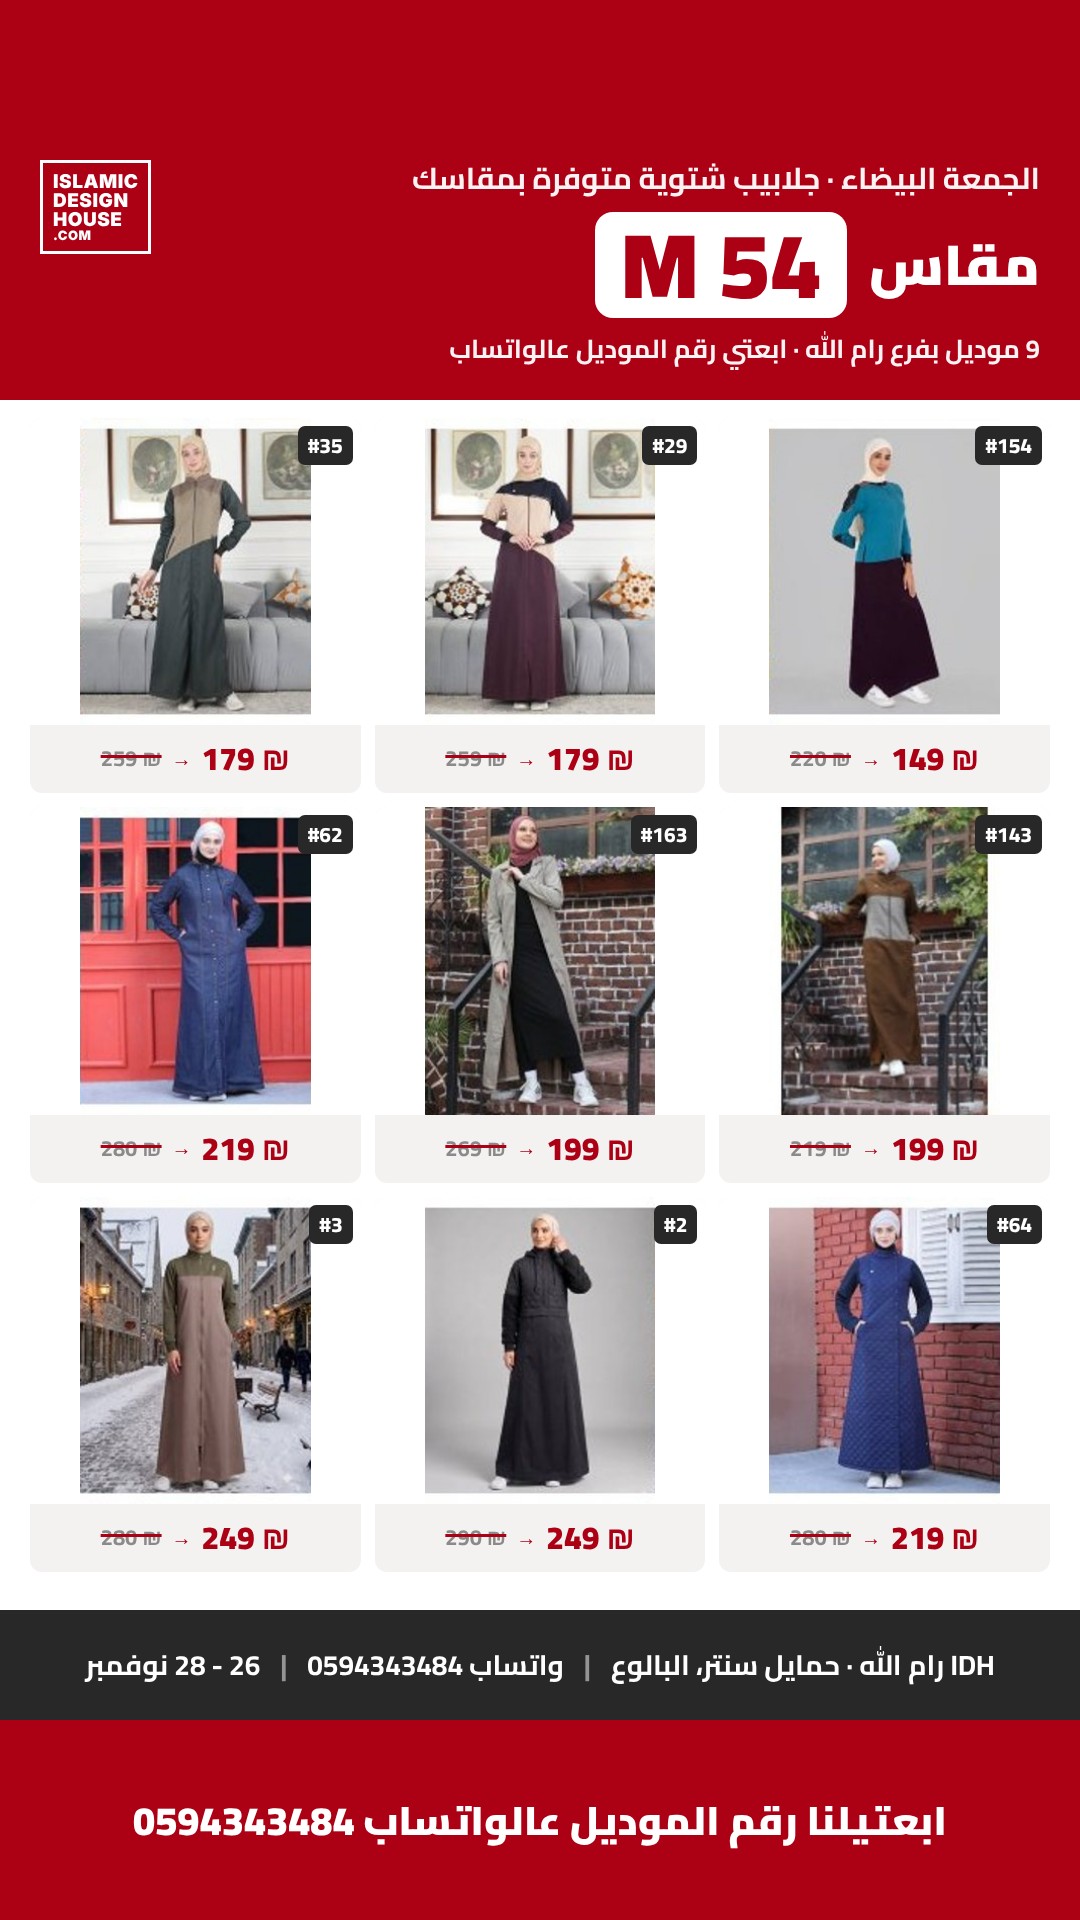 ISLAMIC
DESIGN
HOUSE
.COM
الجمعة البيضاء · جلابيب شتوية متوفرة بمقاسك
مقاس M 54
9 موديل بفرع رام الله · ابعتي رقم الموديل عالواتساب
#154
#29
#35
220 ₪ → 149 ₪
259 ₪ → 179 ₪
259 ₪ → 179 ₪
#143
#163
#62
219 ₪ → 199 ₪
269 ₪ → 199 ₪
280 ₪ → 219 ₪
#64
#2
#3
280 ₪ → 219 ₪
290 ₪ → 249 ₪
280 ₪ → 249 ₪
IDH رام الله · حمايل سنتر، البالوع | واتساب 0594343484 | 26 - 28 نوفمبر
ابعتيلنا رقم الموديل عالواتساب 0594343484